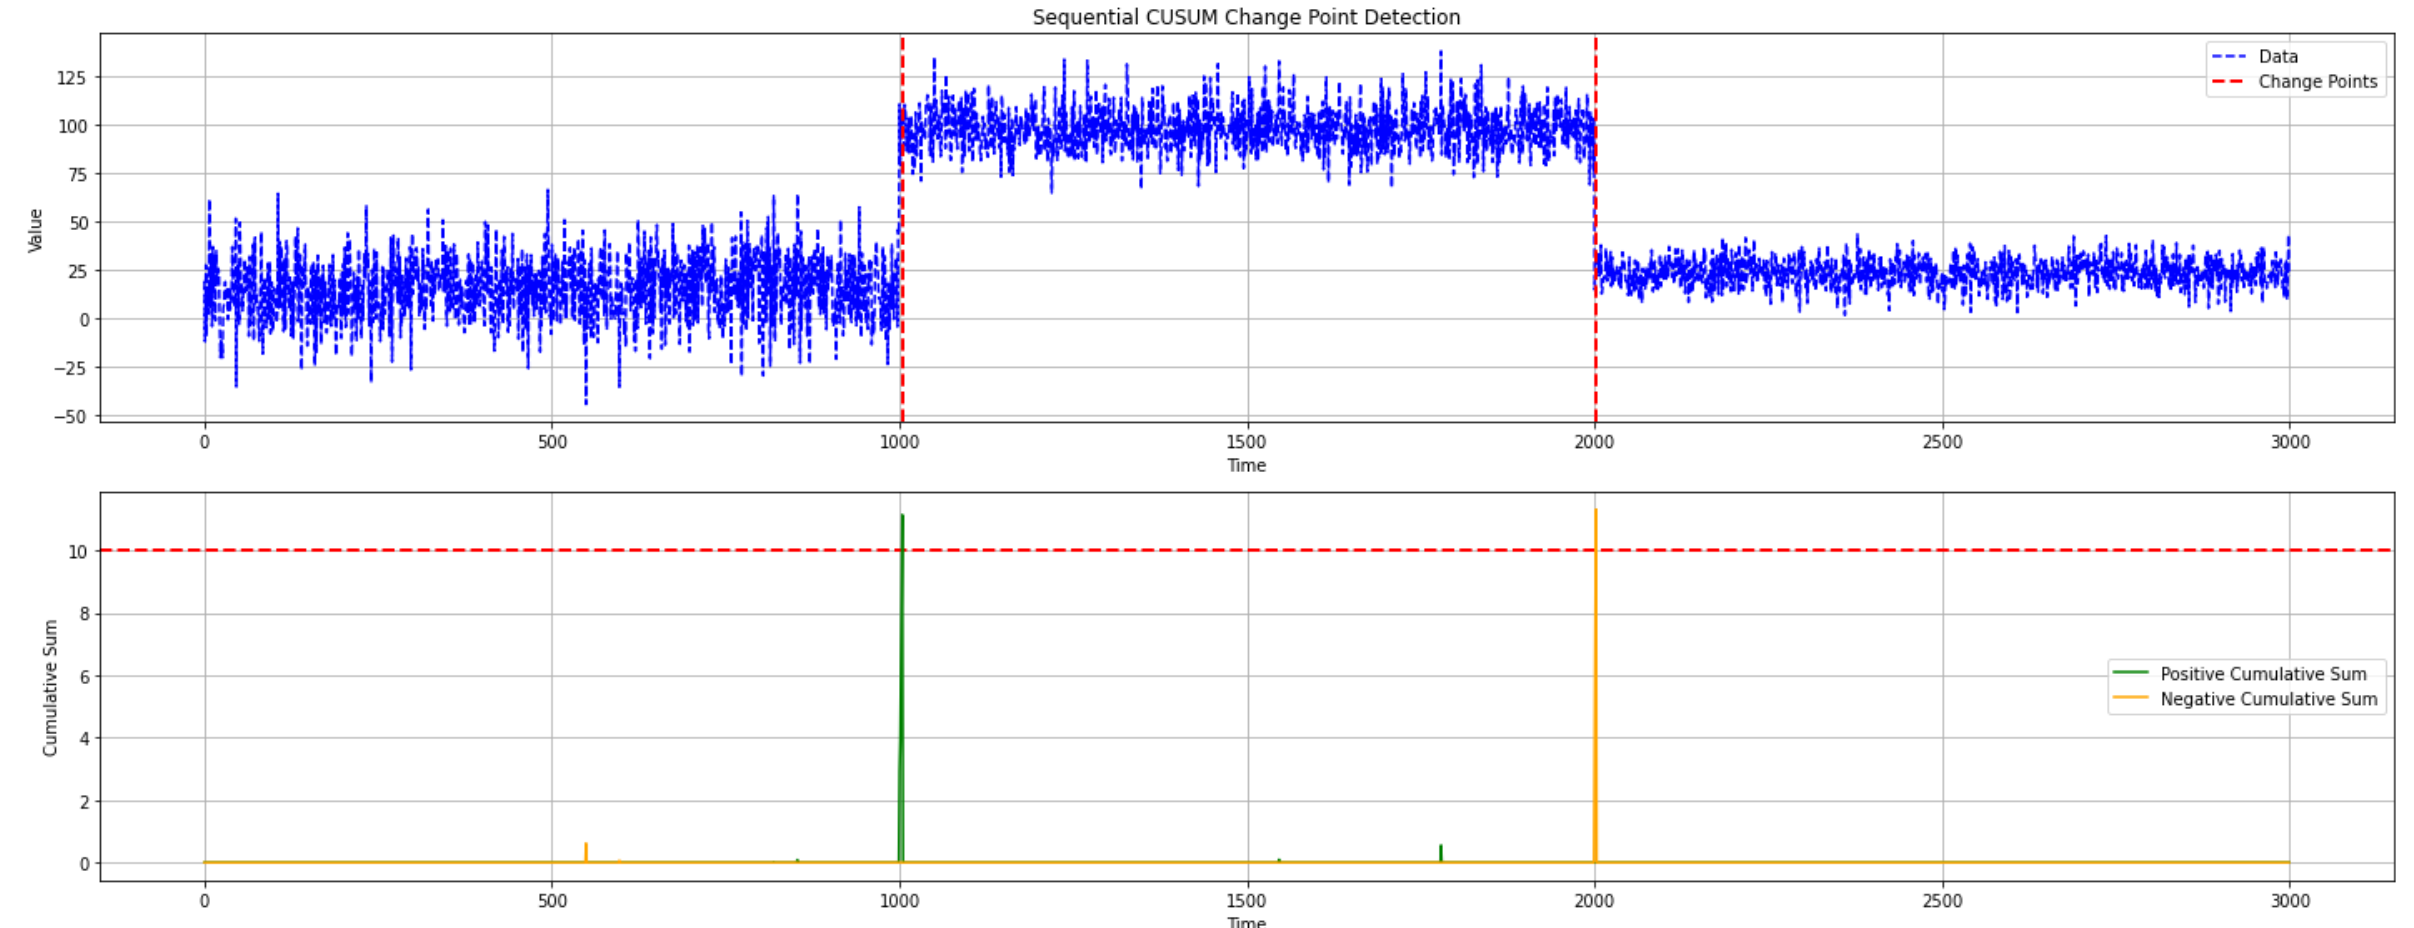 Sequential CUSUM Change Point Detection
Value
125
100
75
50
25
0
−25
−50
Data
Change Points
0 500 1000 1500 2000 2500 3000
Time
Cumulative Sum
10
8
6
4
2
0
Positive Cumulative Sum
Negative Cumulative Sum
0 500 1000 1500 2000 2500 3000
Time